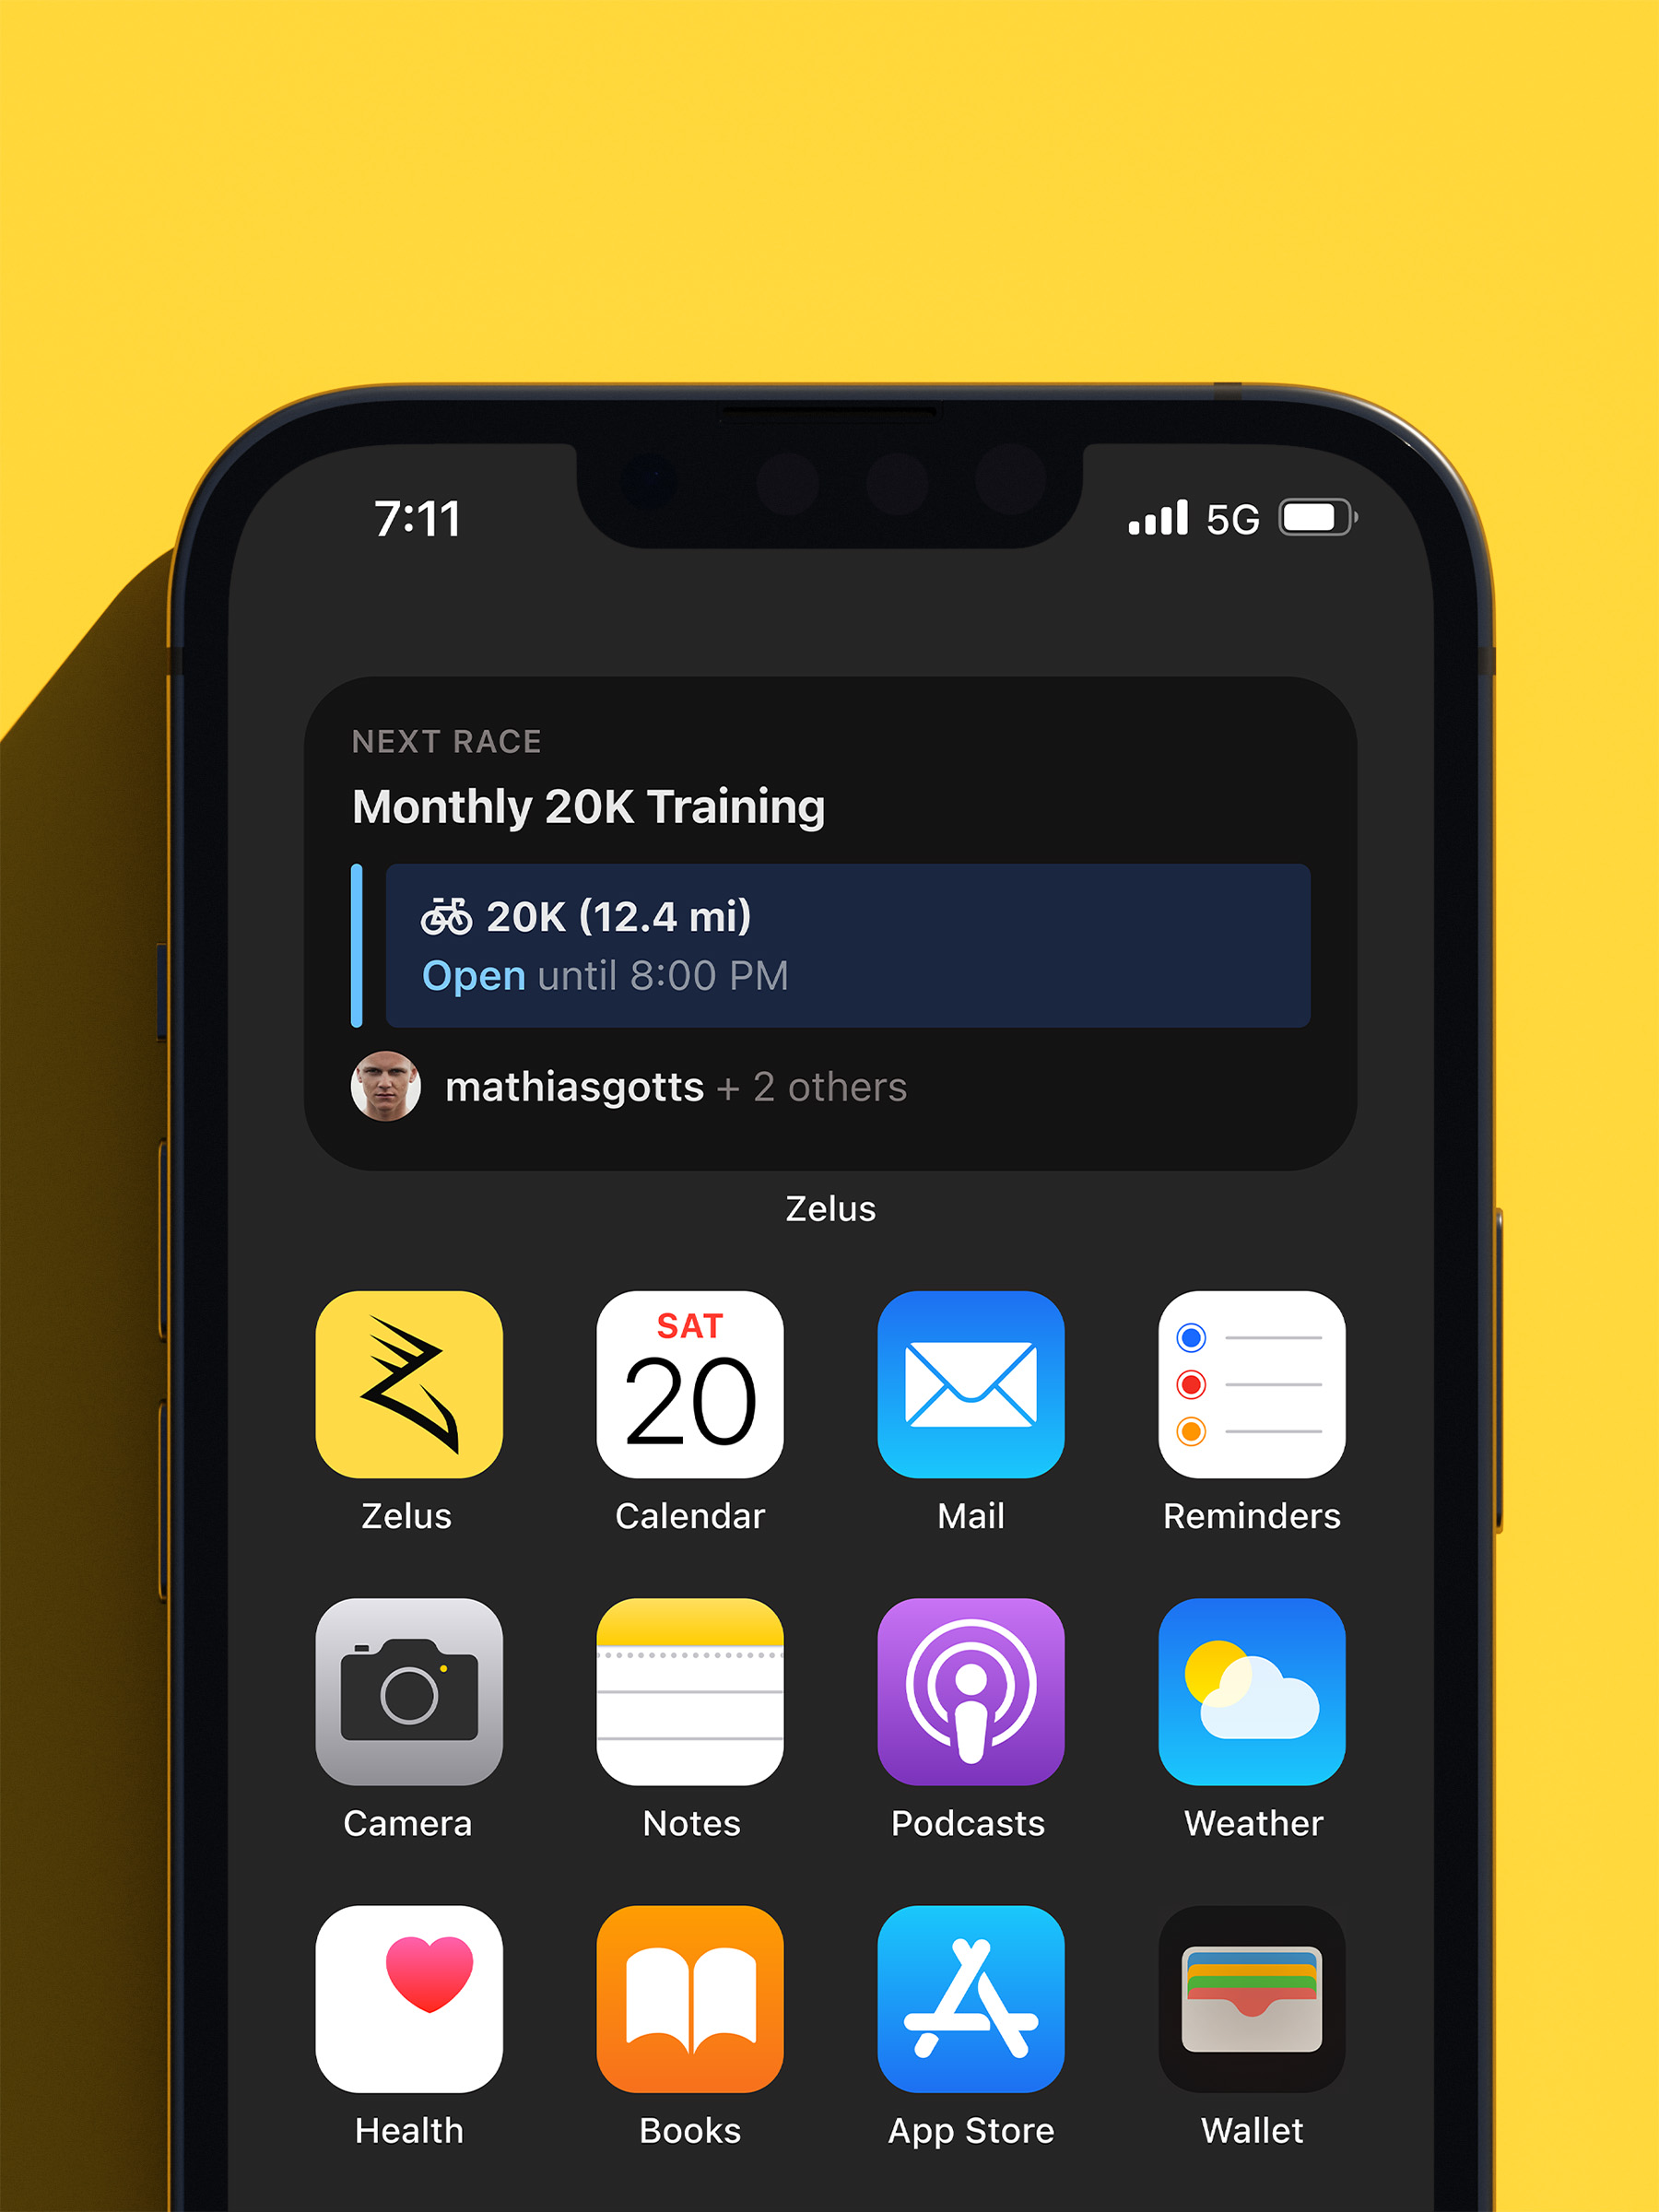 7:11 5G
NEXT RACE
Monthly 20K Training
20K (12.4 mi)
Open until 8:00 PM
mathiasgotts + 2 others
Zelus
SAT
20
Zelus Calendar Mail Reminders
Camera Notes Podcasts Weather
Health Books App Store Wallet